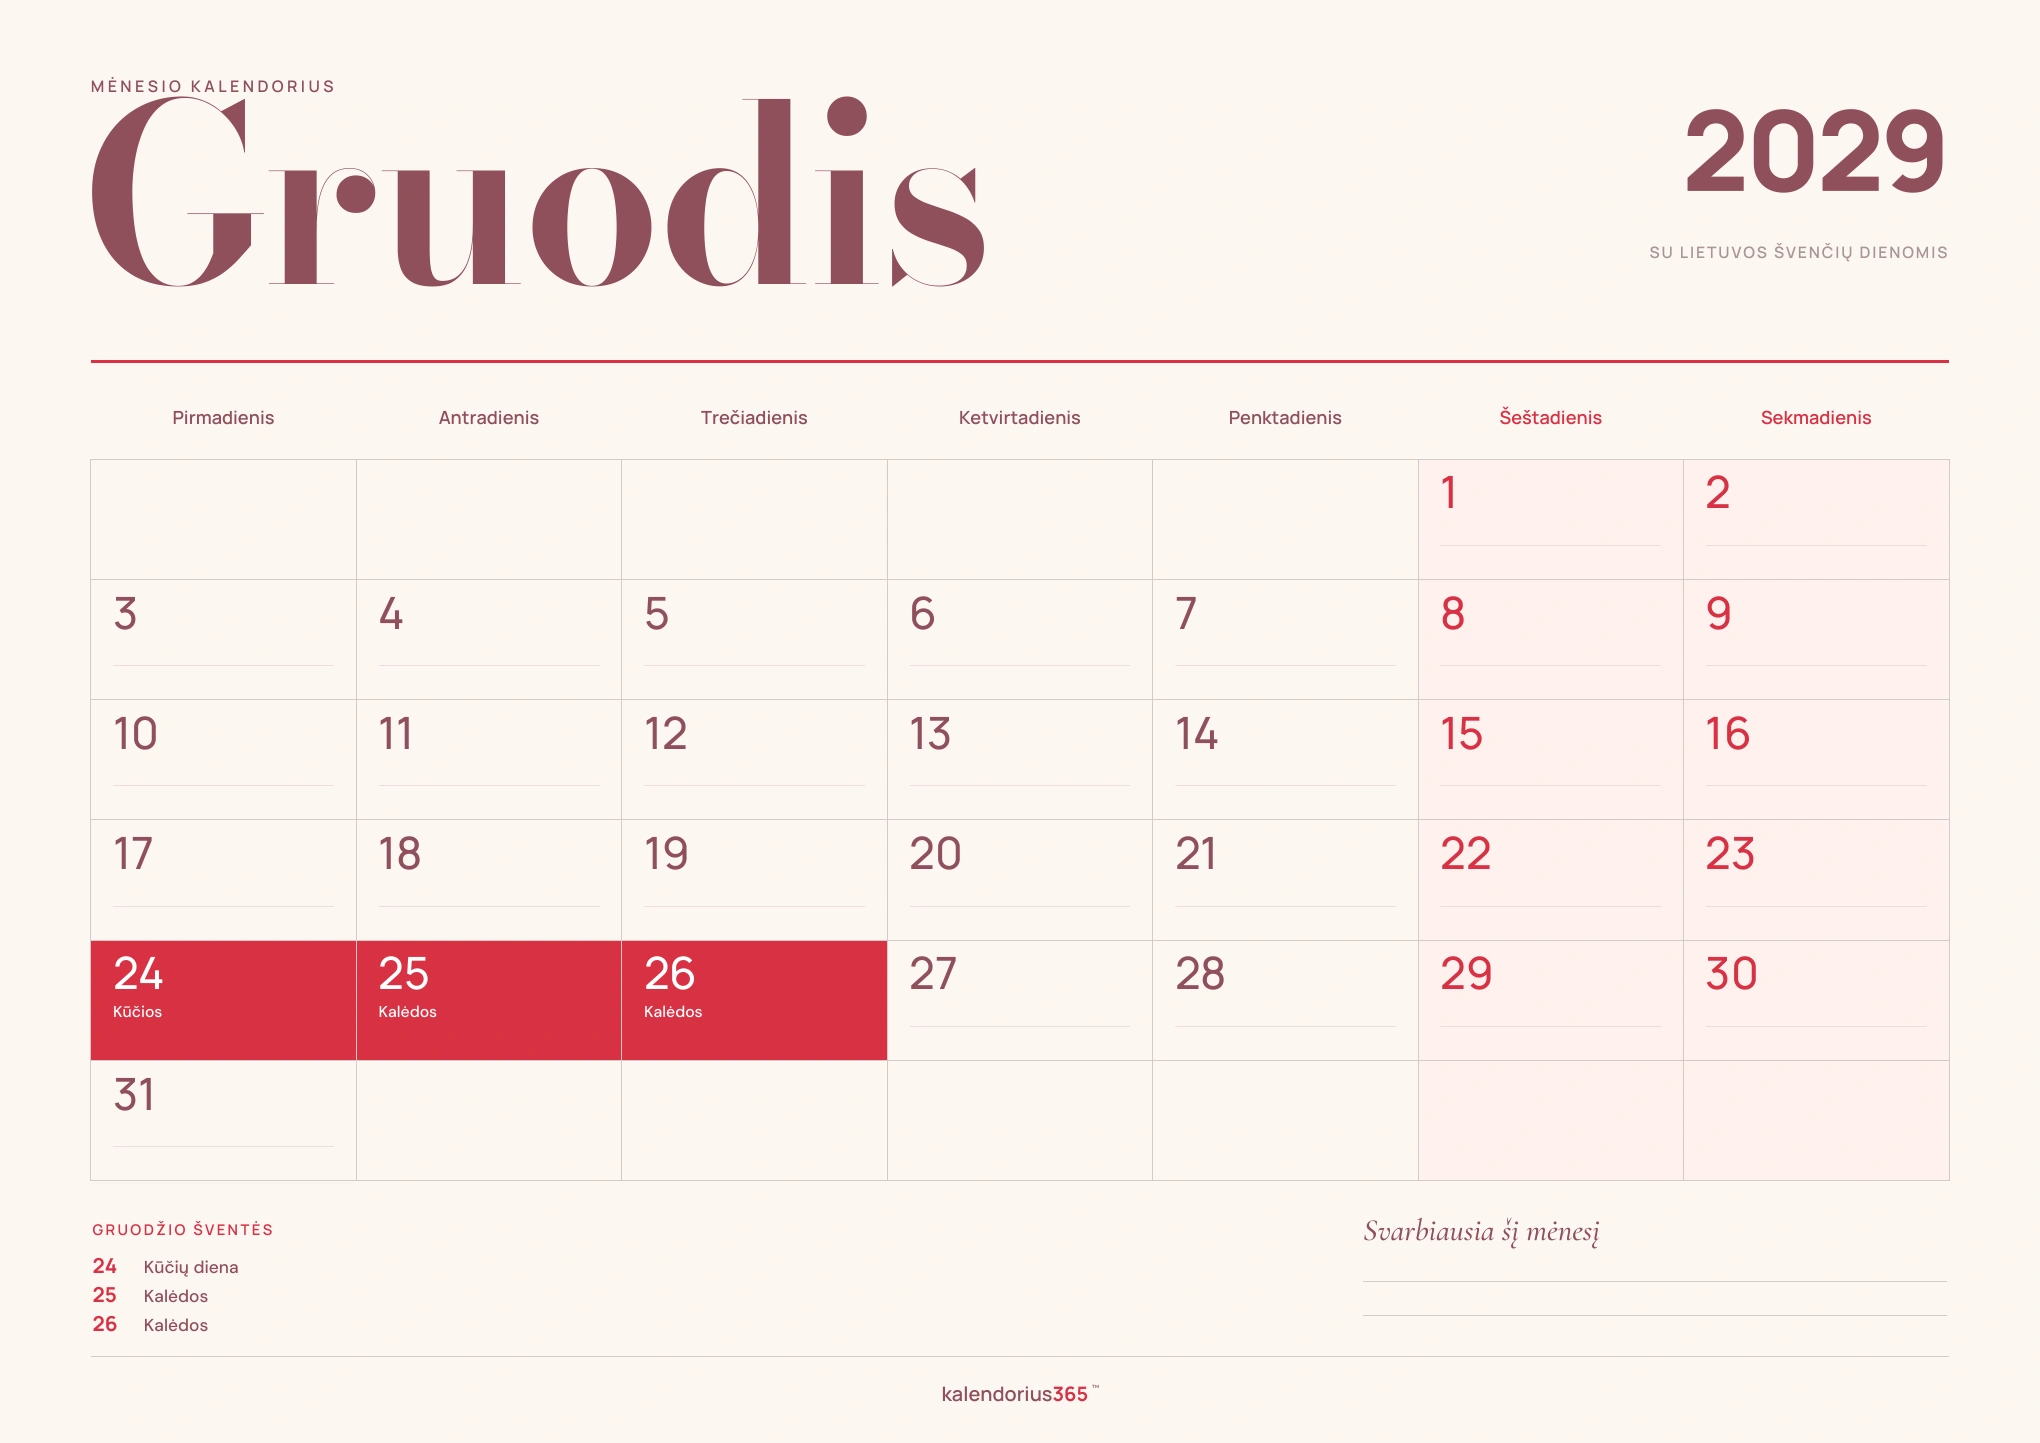 MĖNESIO KALENDORIUS
Gruodis
2029
SU LIETUVOS ŠVENČIŲ DIENOMIS
Pirmadienis Antradienis Trečiadienis Ketvirtadienis Penktadienis Šeštadienis Sekmadienis
1 2
3 4 5 6 7 8 9
10 11 12 13 14 15 16
17 18 19 20 21 22 23
24 25 26 27 28 29 30
Kūčios Kalėdos Kalėdos
31
GRUODŽIO ŠVENTĖS
24 Kūčių diena
25 Kalėdos
26 Kalėdos
Svarbiausia šį mėnesį
kalendorius365™